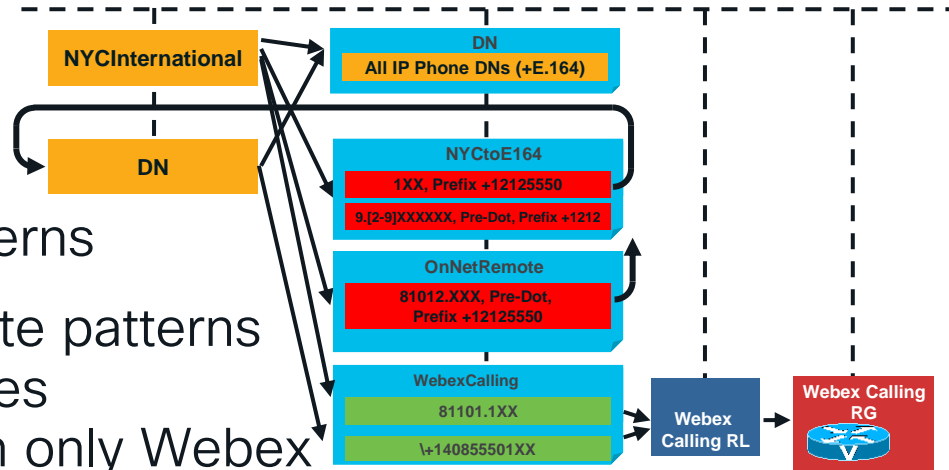 NYCInternational
DN
DN
All IP Phone DNs (+E.164)
NYCtoE164
1XX, Prefix +12125550
9.[2-9]XXXXXX, Pre-Dot, Prefix +1212
OnNetRemote
81012.XXX, Pre-Dot,
Prefix +12125550
WebexCalling
81101.1XX
\+140855501XX
Webex
Calling RL
Webex Calling
RG
V
erns
te patterns
es
only Webex